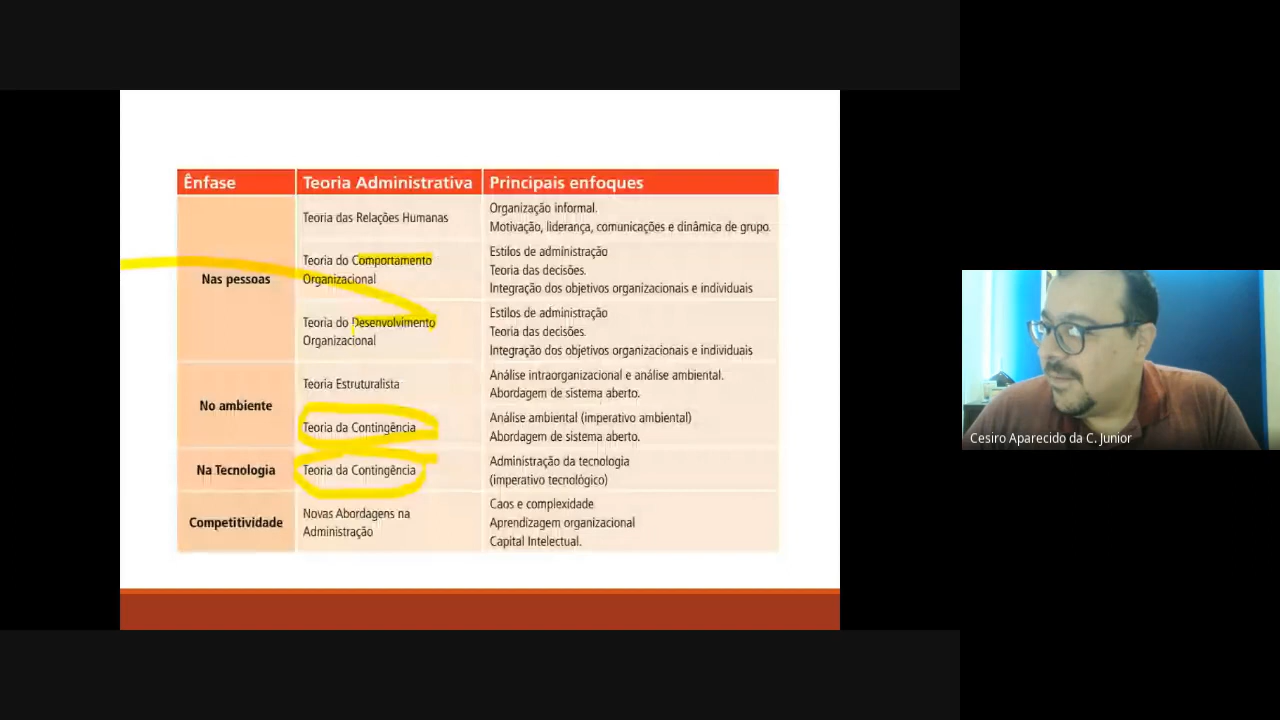 Ênfase
Teoria Administrativa
Principais enfoques
Nas pessoas
Teoria das Relações Humanas
Organização informal.
Motivação, liderança, comunicações e dinâmica de grupo.
Teoria do Comportamento
Organizacional
Estilos de administração
Teoria das decisões.
Integração dos objetivos organizacionais e individuais
Teoria do Desenvolvimento
Organizacional
Estilos de administração
Teoria das decisões.
Integração dos objetivos organizacionais e individuais
No ambiente
Teoria Estruturalista
Análise intraorganizacional e análise ambiental.
Abordagem de sistema aberto.
Teoria da Contingência
Análise ambiental (imperativo ambiental)
Abordagem de sistema aberto.
Na Tecnologia
Teoria da Contingência
Administração da tecnologia
(imperativo tecnológico)
Competitividade
Novas Abordagens na
Administração
Caos e complexidade
Aprendizagem organizacional
Capital Intelectual.
Cesiro Aparecido da C. Junior